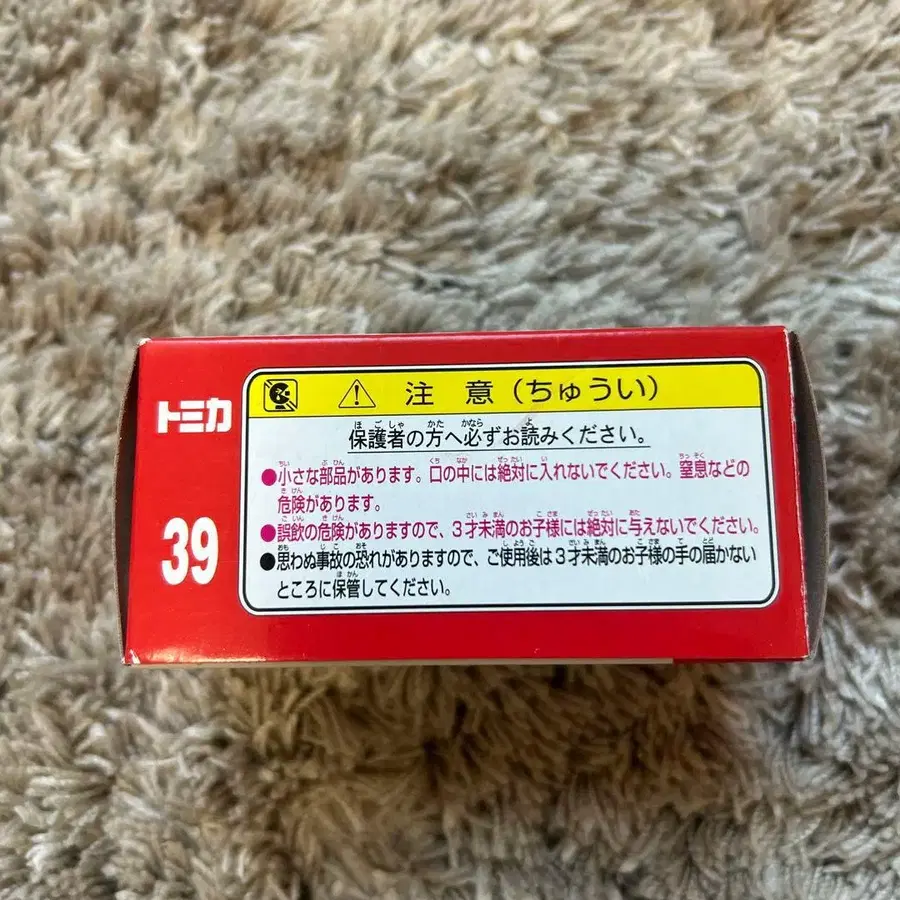 トミカ
39
注意(ちゅうい)
保護者の方へ必ずお読みください。
●小さな部品があります。口の中には絶対に入れないでください。窒息などの
危険があります。
●誤飲の危険がありますので、3才未満のお子様には絶対に与えないでください。
●思わぬ事故の恐れがありますので、ご使用後は3才未満のお子様の手の届かない
ところに保管してください。